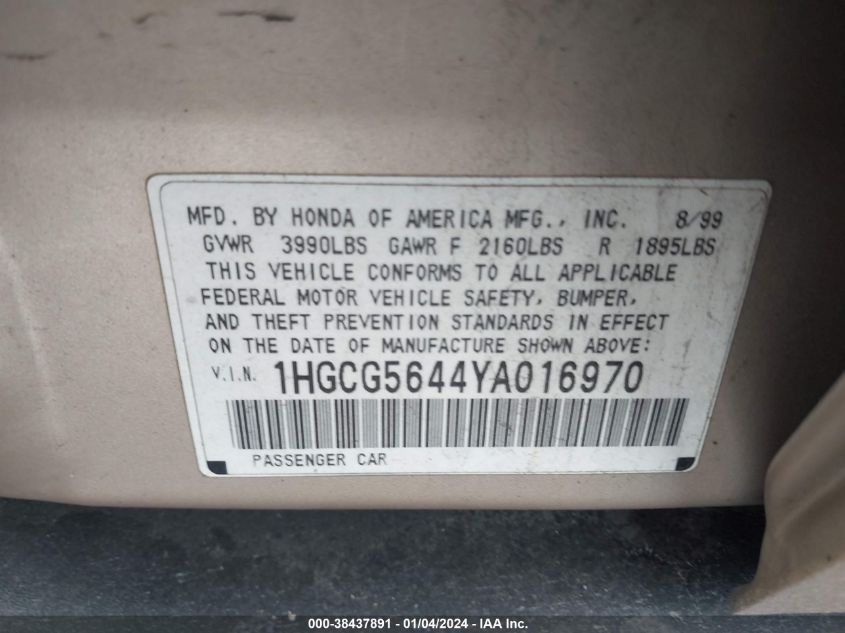 MFD. BY HONDA OF AMERICA MFG., INC. 8/99
GVWR 3990LBS GAWR F 2160LBS R 1895LBS
THIS VEHICLE CONFORMS TO ALL APPLICABLE
FEDERAL MOTOR VEHICLE SAFETY, BUMPER,
AND THEFT PREVENTION STANDARDS IN EFFECT
ON THE DATE OF MANUFACTURE SHOWN ABOVE:
V.I.N. 1HGCG5644YA016970
PASSENGER CAR
000-38437891 - 01/04/2024 - IAA Holdings, LLC.